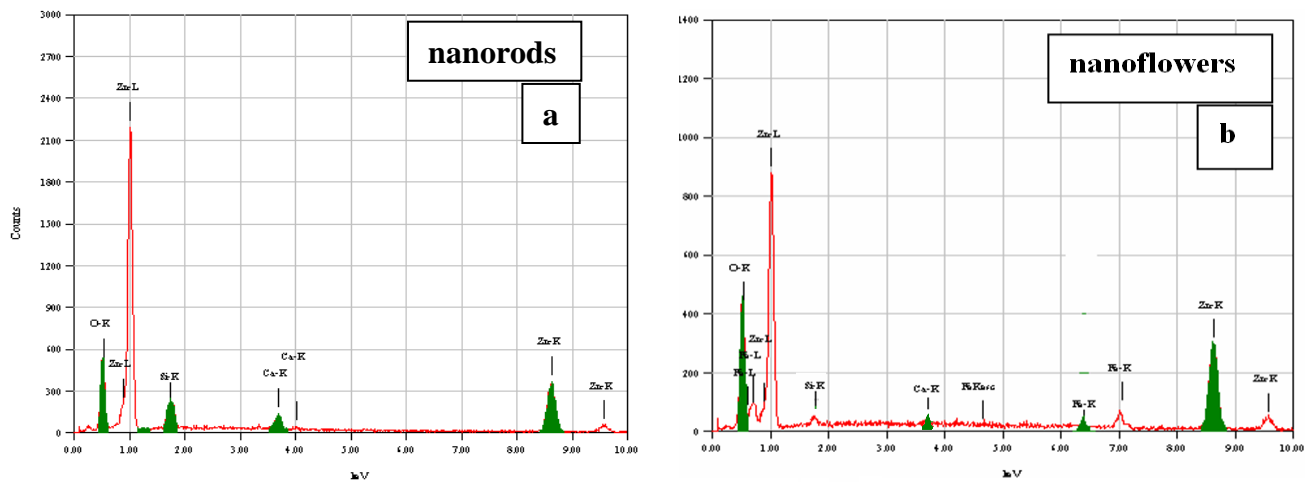 nanorods
a
3000
2700
2400
2100
1800
1500
1200
900
600
300
0
Counts
Zn-L
O-K
Zn-L
Si-K
Ca-K
Ca-K
Zn-K
Zn-K
0.00 1.00 2.00 3.00 4.00 5.00 6.00 7.00 8.00 9.00 10.00
keV
nanoflowers
b
1400
1200
1000
800
600
400
200
0
Zn-L
O-K
Zn-L
Fe-L
Fe-L
Si-K
Ca-K
Fe-Kesc
Fe-K
Fe-K
Zn-K
Zn-K
0.00 1.00 2.00 3.00 4.00 5.00 6.00 7.00 8.00 9.00 10.00
keV